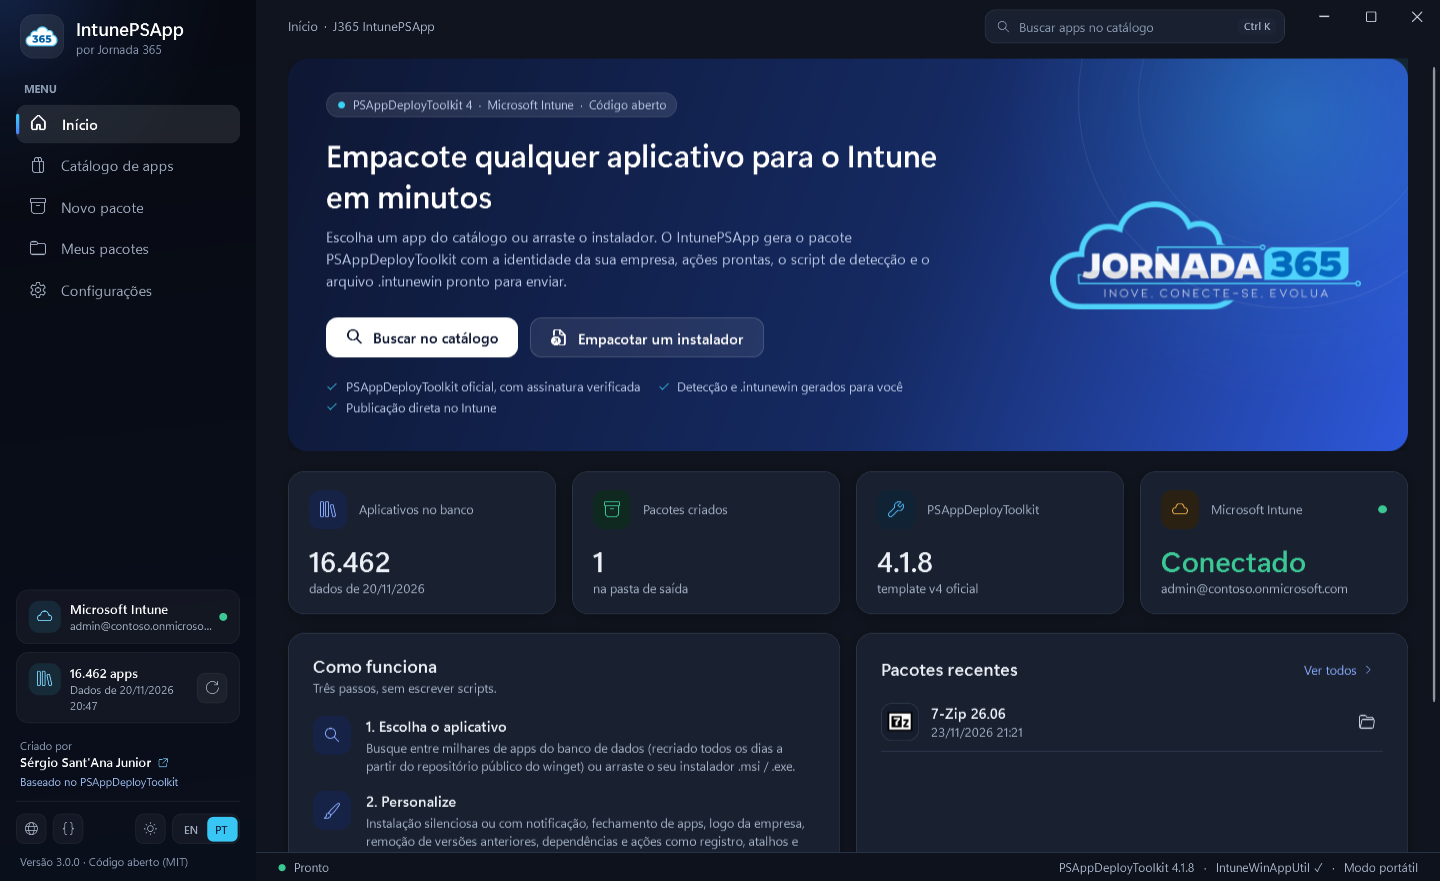 365
IntunePSApp
por Jornada 365
MENU
Início
Catálogo de apps
Novo pacote
Meus pacotes
Configurações
Microsoft Intune
admin@contoso.onmicroso...
16.462 apps
Dados de 20/11/2026
20:47
Criado por
Sérgio Sant'Ana Junior
Baseado no PSAppDeployToolkit
{} EN PT
Versão 3.0.0 · Código aberto (MIT)
Início · J365 IntunePSApp
Buscar apps no catálogo Ctrl K
PSAppDeployToolkit 4 · Microsoft Intune · Código aberto
Empacote qualquer aplicativo para o Intune
em minutos
Escolha um app do catálogo ou arraste o instalador. O IntunePSApp gera o pacote
PSAppDeployToolkit com a identidade da sua empresa, ações prontas, o script de detecção e o
arquivo .intunewin pronto para enviar.
Buscar no catálogo
Empacotar um instalador
PSAppDeployToolkit oficial, com assinatura verificada
Detecção e .intunewin gerados para você
Publicação direta no Intune
JORNADA 365
INOVE, CONECTE-SE, EVOLUA
Aplicativos no banco
16.462
dados de 20/11/2026
Pacotes criados
1
na pasta de saída
PSAppDeployToolkit
4.1.8
template v4 oficial
Microsoft Intune
Conectado
admin@contoso.onmicrosoft.com
Como funciona
Três passos, sem escrever scripts.
1. Escolha o aplicativo
Busque entre milhares de apps do banco de dados (recriado todos os dias a
partir do repositório público do winget) ou arraste o seu instalador .msi / .exe.
2. Personalize
Instalação silenciosa ou com notificação, fechamento de apps, logo da empresa,
remoção de versões anteriores, dependências e ações como registro, atalhos e
Pacotes recentes
Ver todos
7z
7-Zip 26.06
23/11/2026 21:21
Pronto
PSAppDeployToolkit 4.1.8 · IntuneWinAppUtil ✓ · Modo portátil